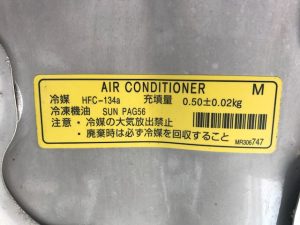 AIR CONDITIONER M
冷媒 HFC-134a 充填量 0.50±0.02kg
冷凍機油 SUN PAG56
注意・冷媒の大気放出禁止
・廃棄時は必ず冷媒を回収すること
MR306747